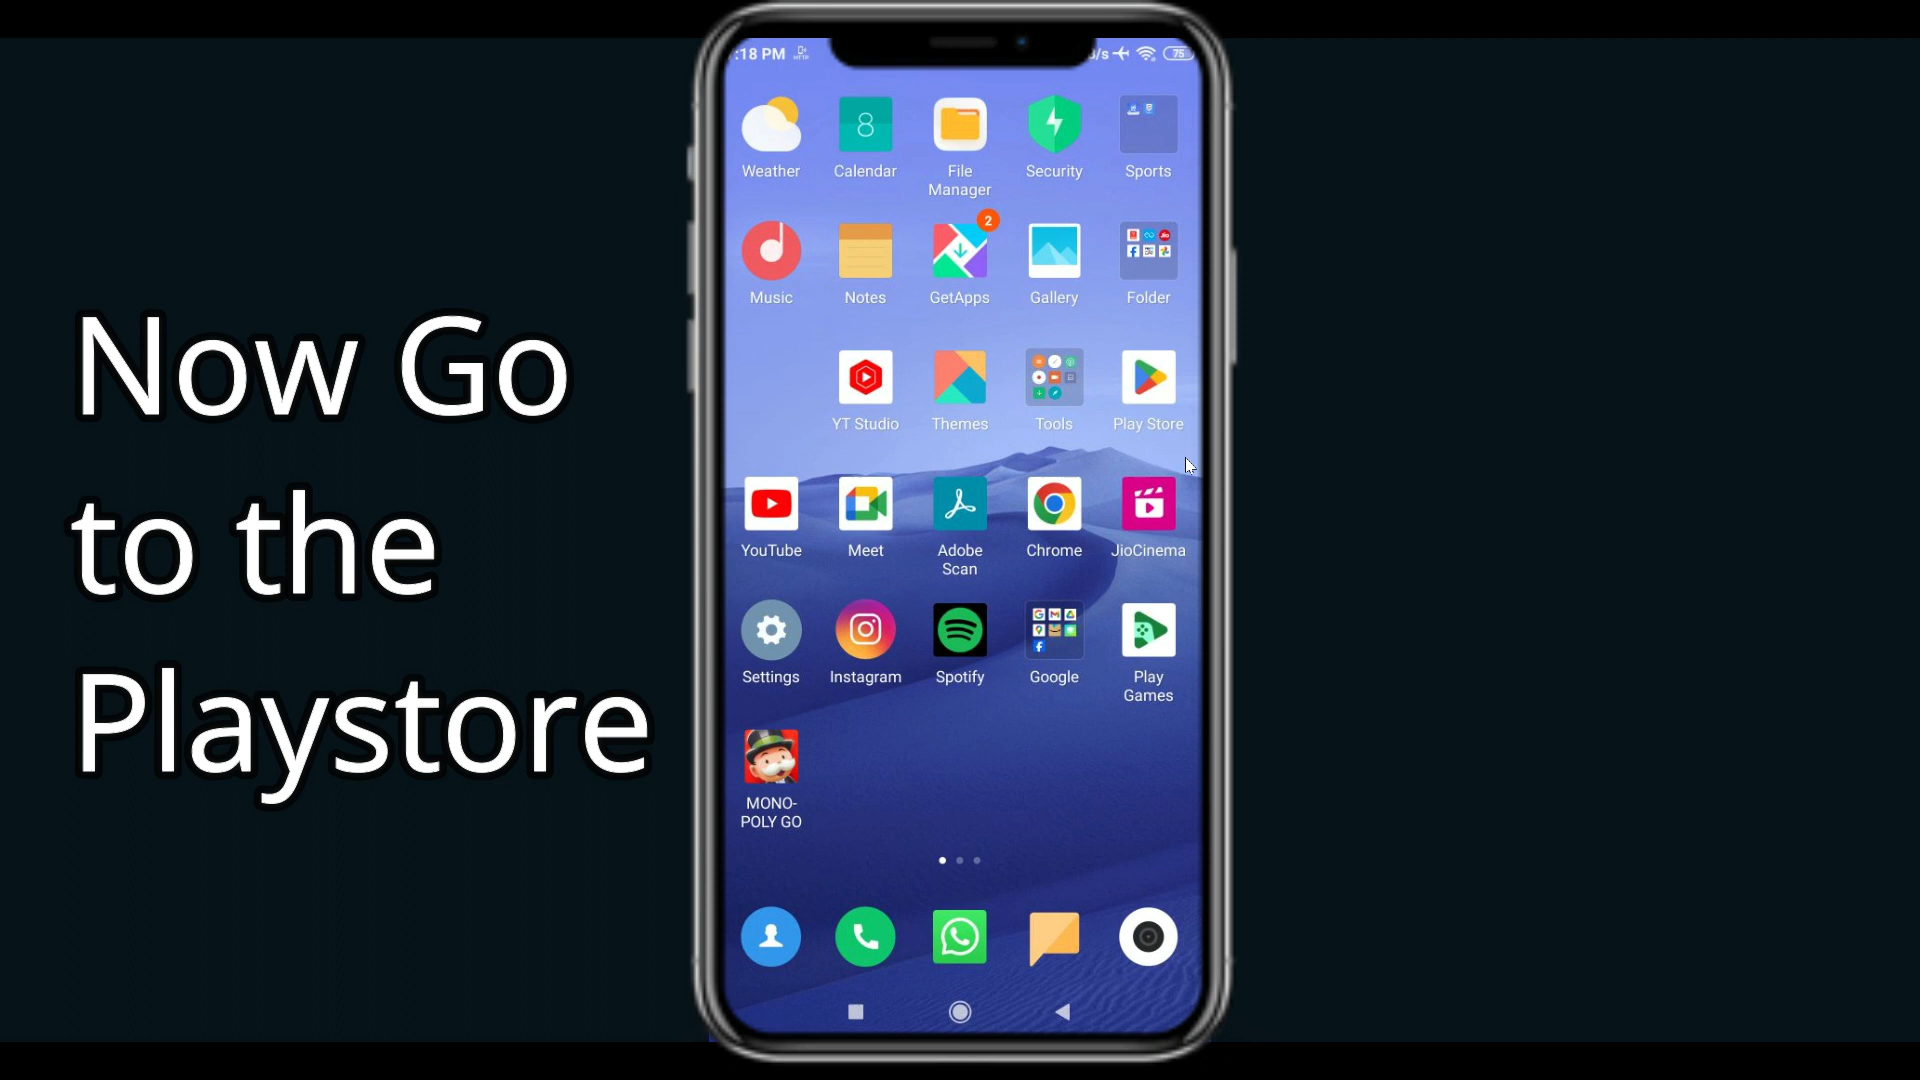 Now Go
to the
Playstore
:18 PM
/s
75
Weather
8
Calendar
File
Manager
Security
Sports
Music
Notes
2
GetApps
Gallery
Folder
YT Studio
Themes
Tools
Play Store
YouTube
Meet
Adobe
Scan
Chrome
JioCinema
Settings
Instagram
Spotify
Google
Play
Games
MONO-
POLY GO